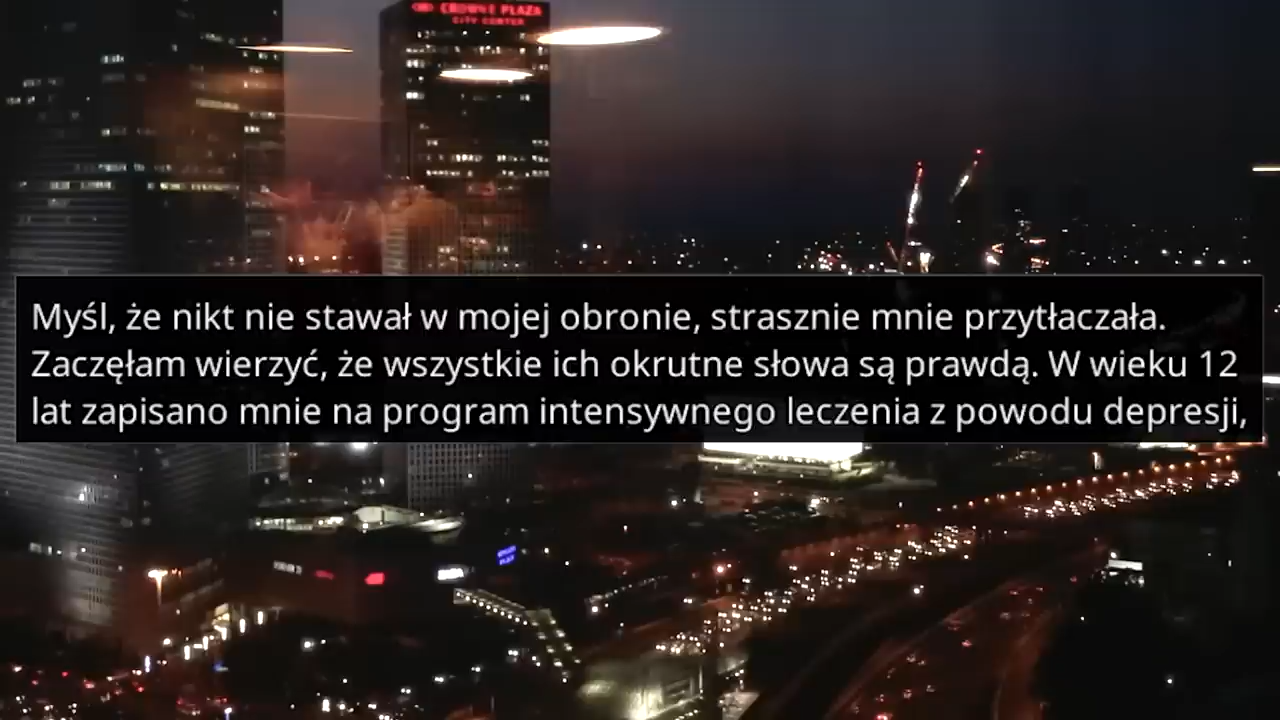 CROWNE PLAZA
CITY CENTER
Myśl, że nikt nie stawał w mojej obronie, strasznie mnie przytłaczała.
Zaczęłam wierzyć, że wszystkie ich okrutne słowa są prawdą. W wieku 12
lat zapisano mnie na program intensywnego leczenia z powodu depresji,